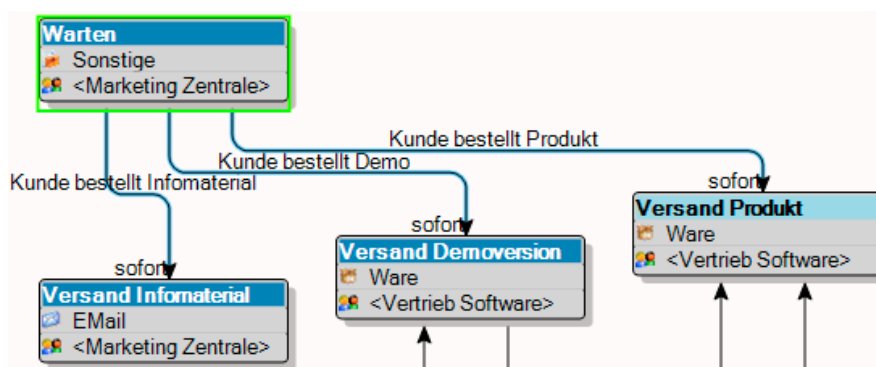 Warten
Sonstige
<Marketing Zentrale>
Kunde bestellt Produkt
Kunde bestellt Demo
Kunde bestellt Infomaterial
sofort
Versand Produkt
Ware
<Vertrieb Software>
sofort
Versand Demoversion
Ware
<Vertrieb Software>
sofort
Versand Infomaterial
EMail
<Marketing Zentrale>